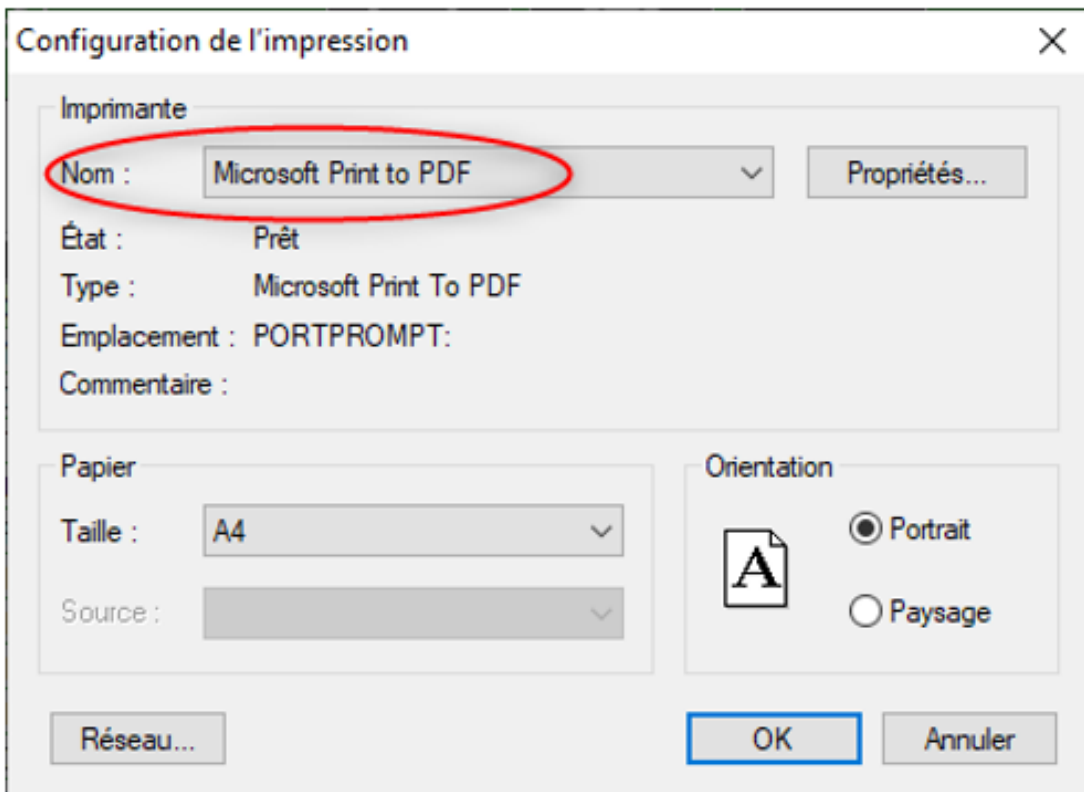 Configuration de l'impression
Imprimante
Nom : Microsoft Print to PDF Propriétés...
État : Prêt
Type : Microsoft Print To PDF
Emplacement : PORTPROMPT:
Commentaire :
Papier
Taille : A4
Source :
Orientation
A
Portrait
Paysage
Réseau... OK Annuler